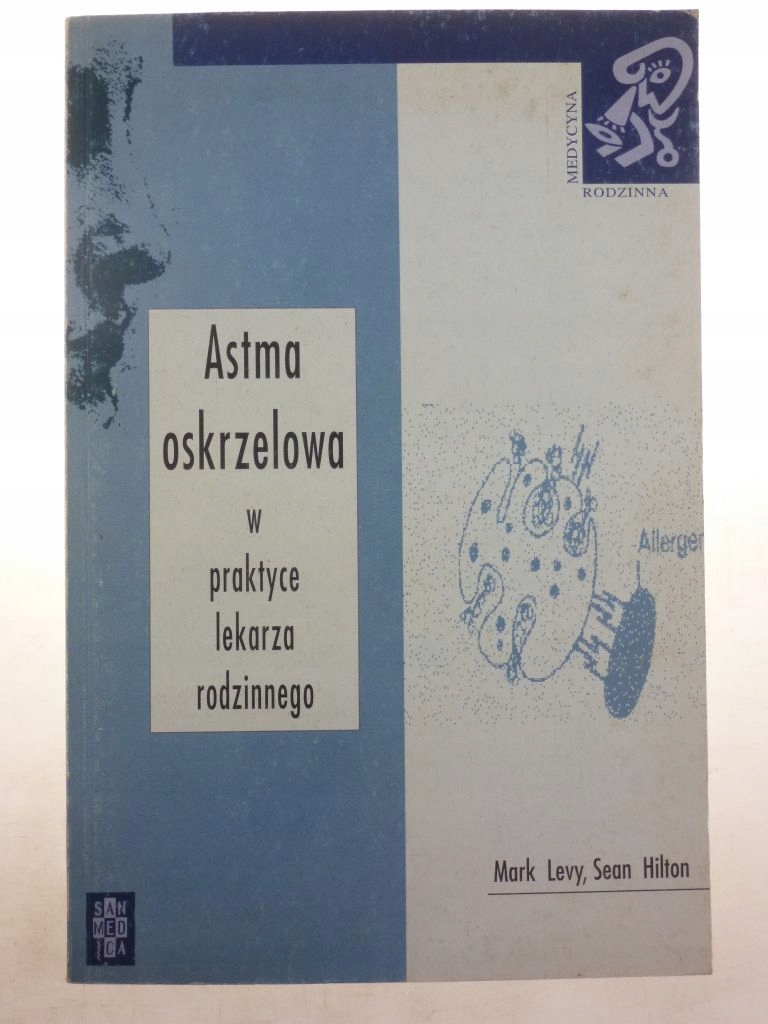 MEDYCYNA
RODZINNA
Astma
oskrzelowa
w
praktyce
lekarza
rodzinnego
Allergen
Mark Levy, Sean Hilton
SAN
MED
ICA